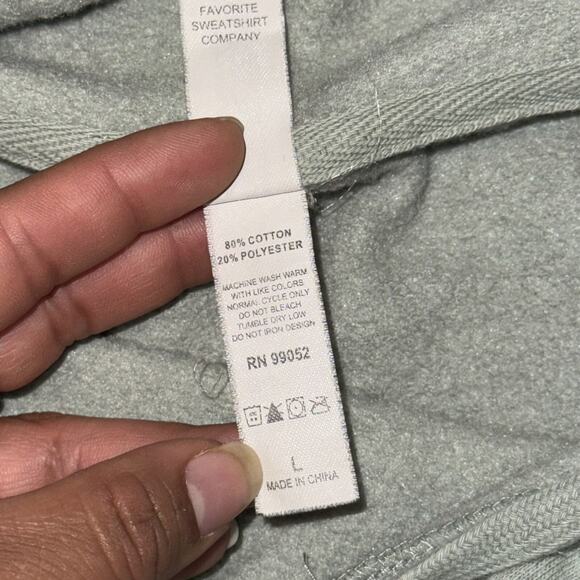 FAVORITE
SWEATSHIRT
COMPANY
80% COTTON
20% POLYESTER
MACHINE WASH WARM
WITH LIKE COLORS
NORMAL CYCLE ONLY
DO NOT BLEACH
TUMBLE DRY LOW
DO NOT IRON DESIGN
RN 99052
L
MADE IN CHINA